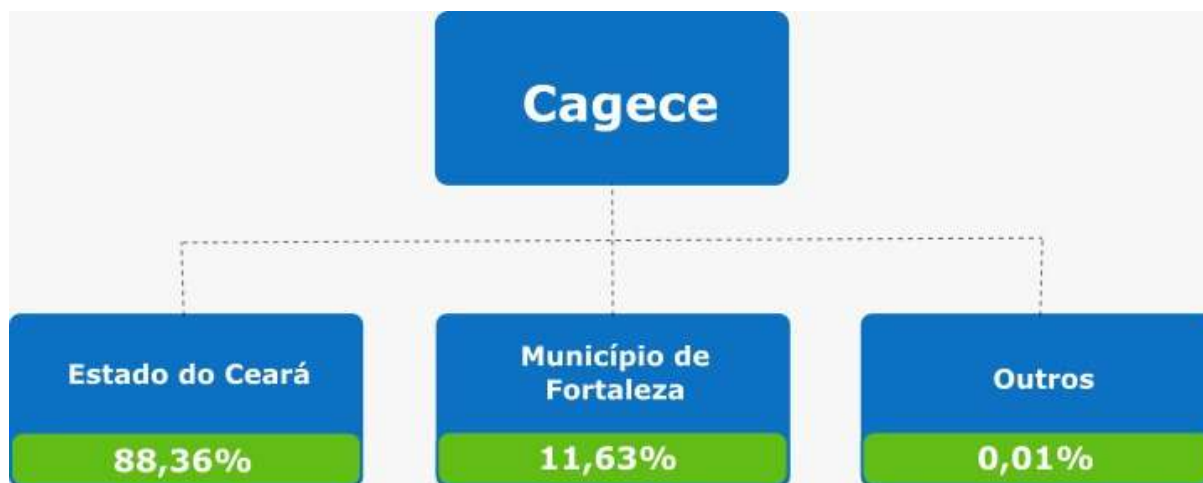 Cagece
Estado do Ceará
88,36%
Município de
Fortaleza
11,63%
Outros
0,01%